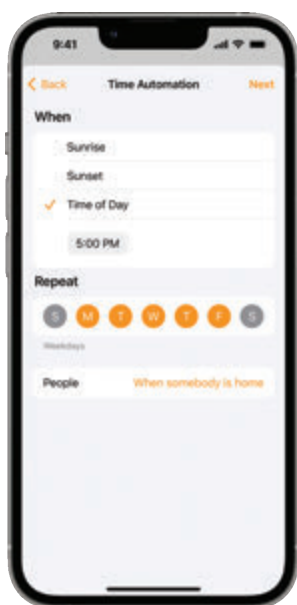 9:41
Back Time Automation Next
When
Sunrise
Sunset
Time of Day
5:00 PM
Repeat
S M T W T F S
Weekdays
People When somebody is home